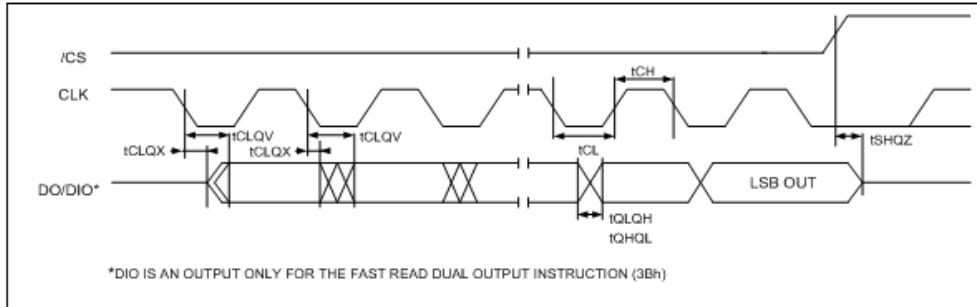 /CS
CLK
tCH
tCLQV
tCLQV
tCLQX
tCLQX
tCL
tSHQZ
DO/DIO*
LSB OUT
tQLQH
tQHQL
*DIO IS AN OUTPUT ONLY FOR THE FAST READ DUAL OUTPUT INSTRUCTION (3Bh)